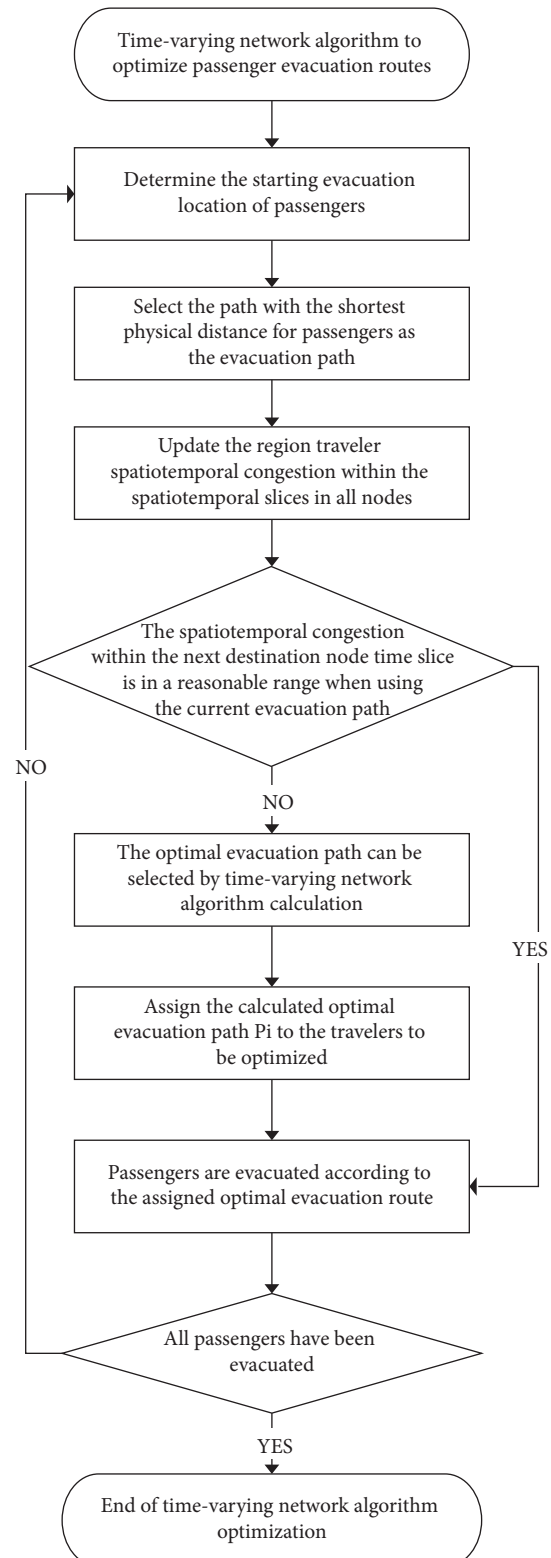 Time-varying network algorithm to
optimize passenger evacuation routes
Determine the starting evacuation
location of passengers
Select the path with the shortest
physical distance for passengers as
the evacuation path
Update the region traveler
spatiotemporal congestion within the
spatiotemporal slices in all nodes
The spatiotemporal congestion
within the next destination node time slice
is in a reasonable range when using
the current evacuation path
NO
NO
The optimal evacuation path can be
selected by time-varying network
algorithm calculation
YES
Assign the calculated optimal
evacuation path Pi to the travelers to
be optimized
Passengers are evacuated according to
the assigned optimal evacuation route
All passengers have been
evacuated
YES
End of time-varying network algorithm
optimization